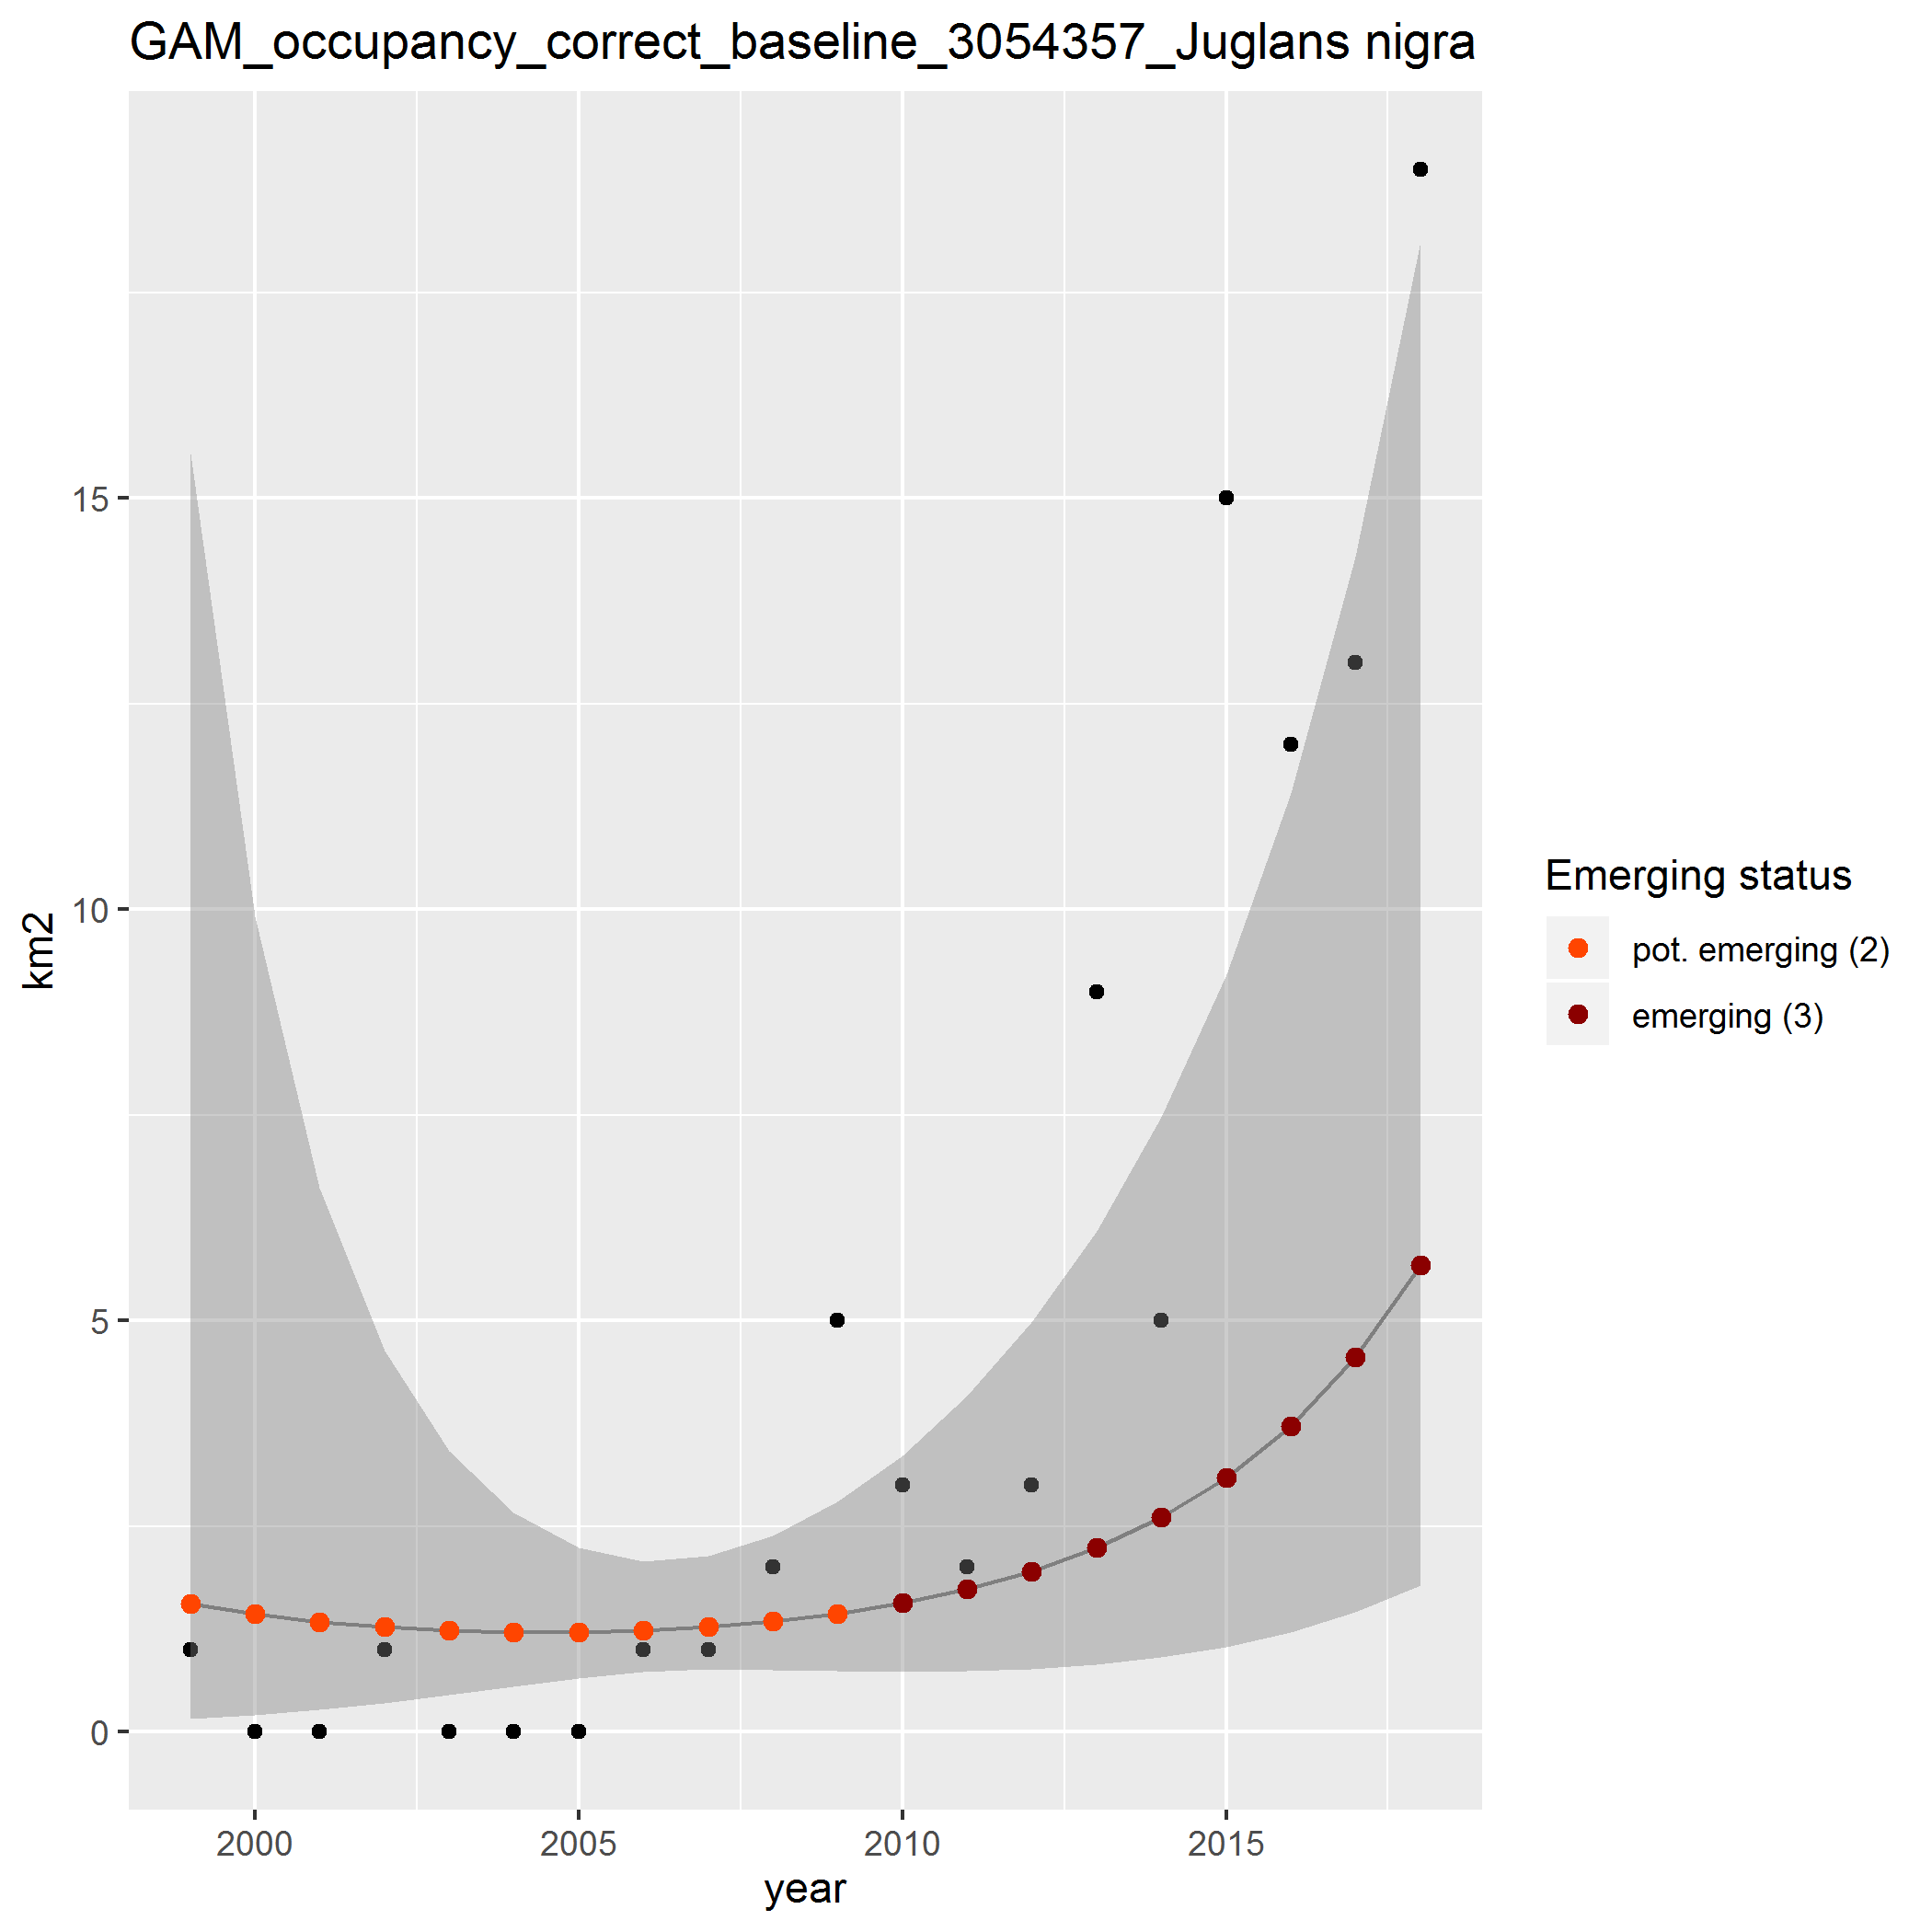 GAM_occupancy_correct_baseline_3054357_Juglans nigra
15
10
5
0
km2
2000 2005 2010 2015
year
Emerging status
pot. emerging (2)
emerging (3)